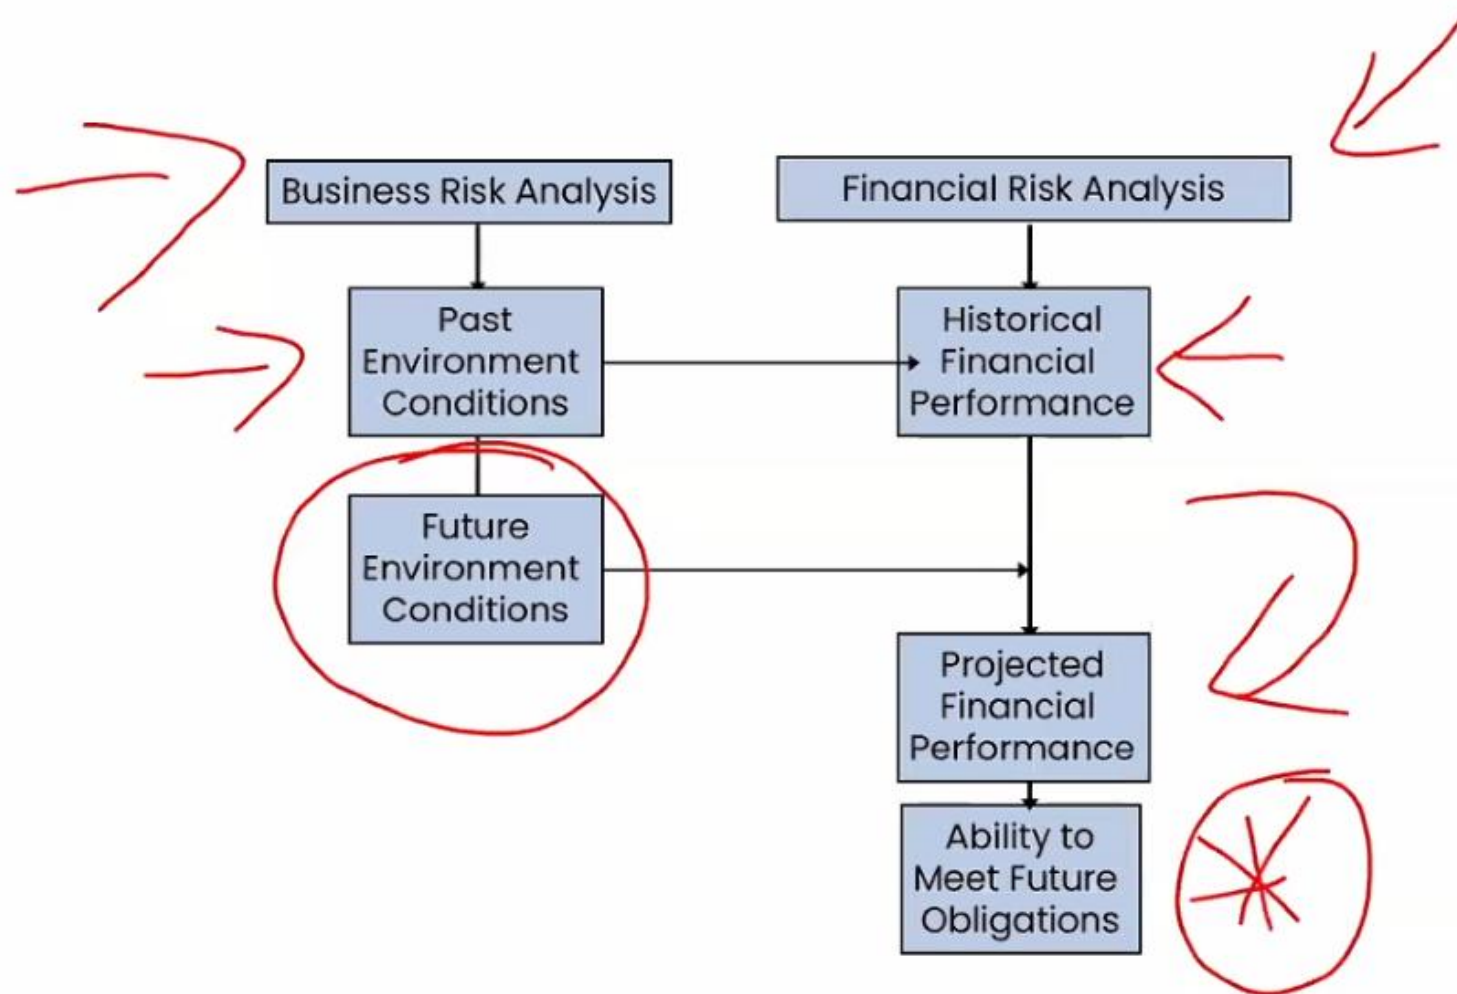 Business Risk Analysis
Financial Risk Analysis
Past
Environment
Conditions
Historical
Financial
Performance
Future
Environment
Conditions
Projected
Financial
Performance
Ability to
Meet Future
Obligations